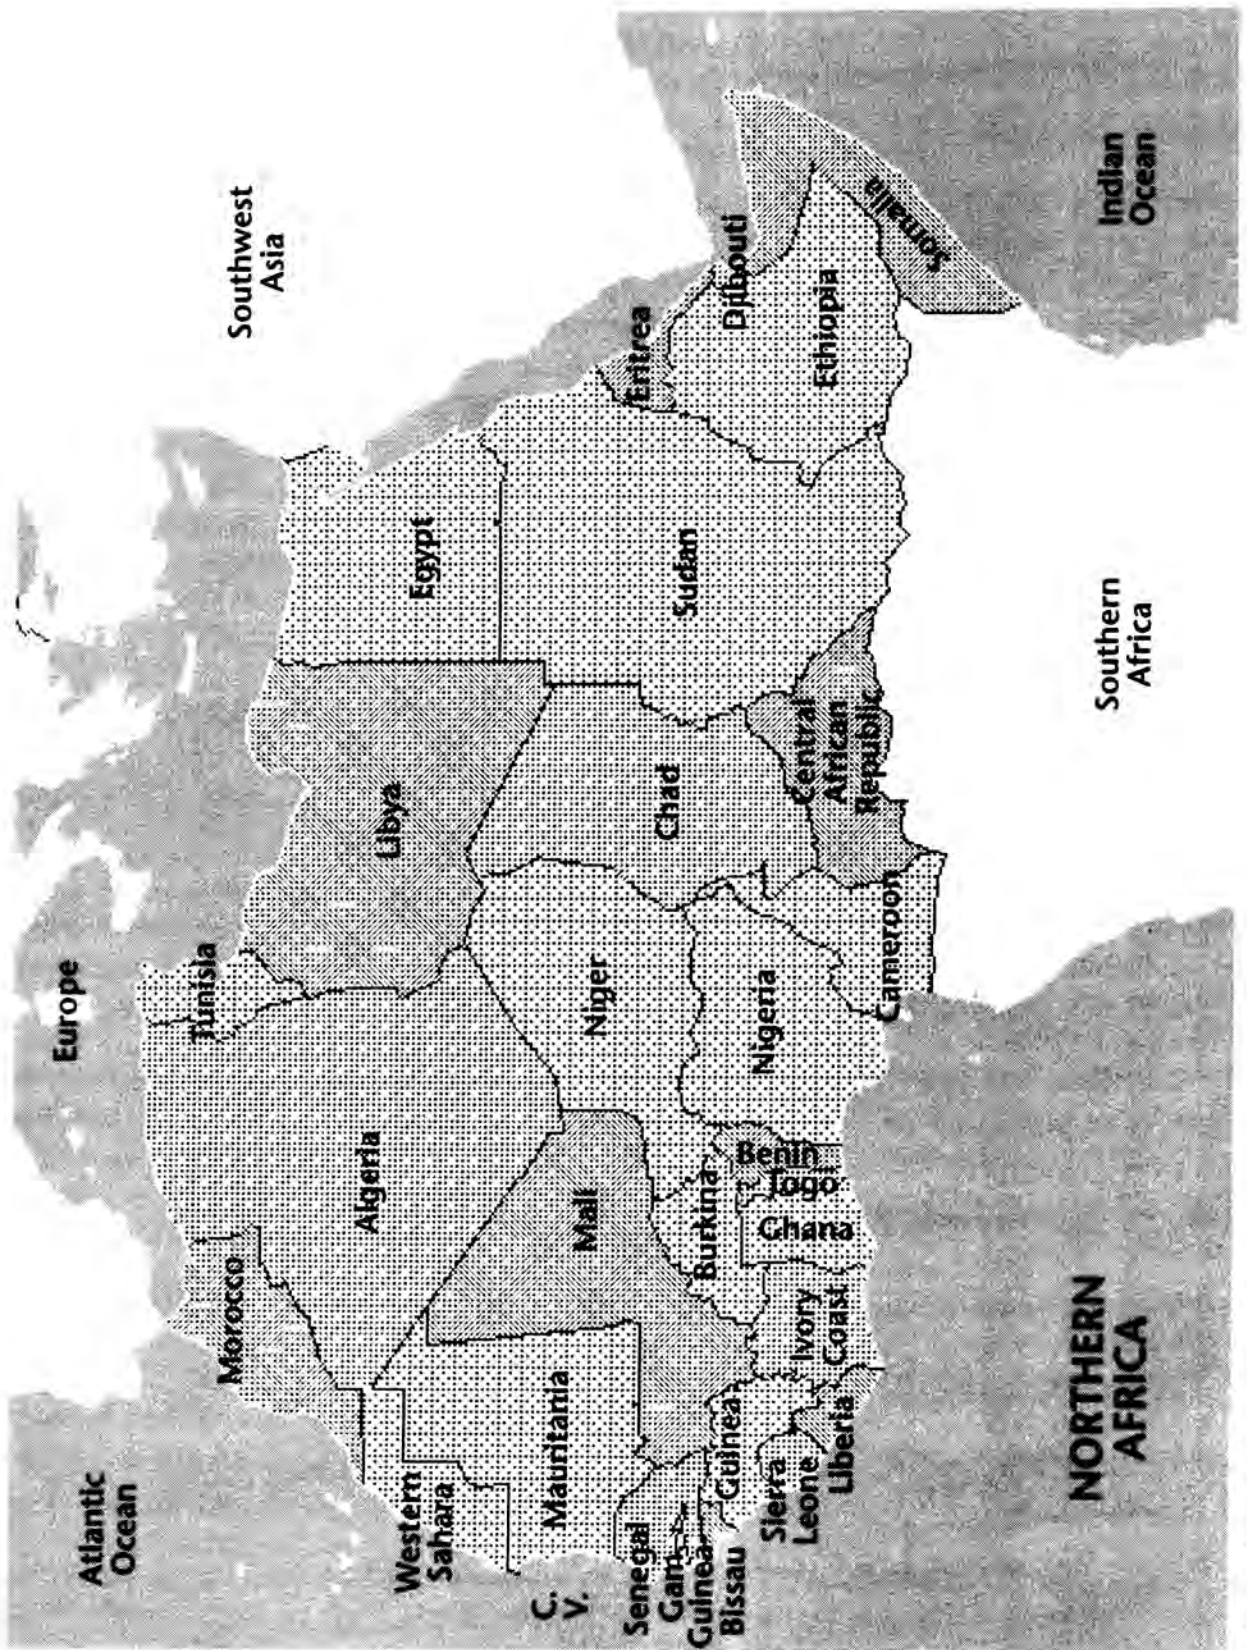 Europe
Atlantic
Ocean
Southwest
Asia
Tunisia
Morocco
Algeria
Libya
Egypt
Western
Sahara
Mauritania
Mali
Niger
Chad
Sudan
Eritrea
Djibouti
Ethiopia
Somalia
C.
V.
Senegal
Gam.
Guinea
Bissau
Guinea
Sierra
Leone
Liberia
Ivory
Coast
Burkina
Ghana
Togo
Benin
Nigeria
Cameroon
Central
African
Republic
Indian
Ocean
Southern
Africa
NORTHERN
AFRICA